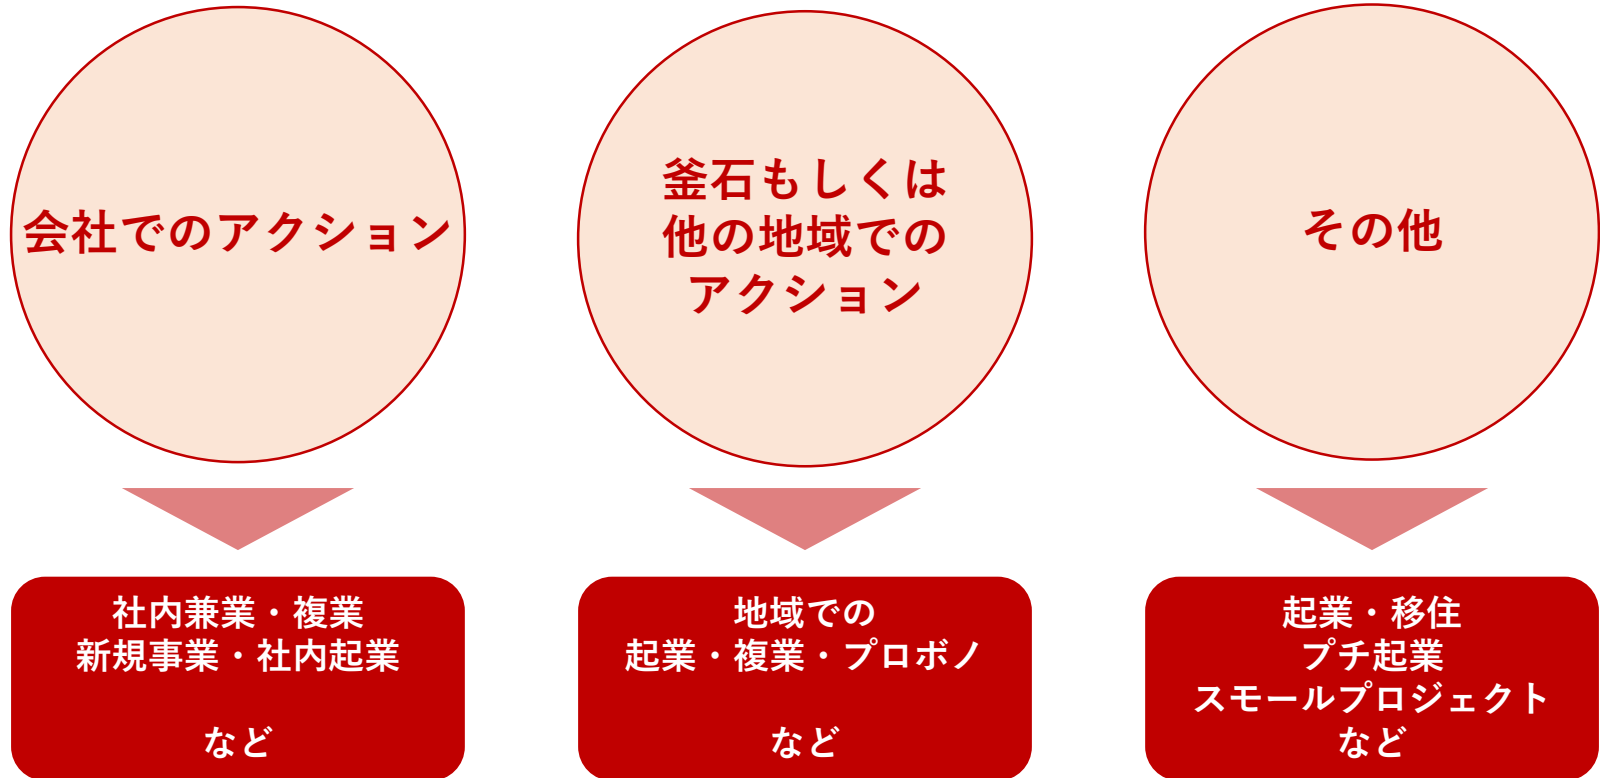 会社でのアクション
釜石もしくは
他の地域での
アクション
その他
社内兼業・複業
新規事業・社内起業
など
地域での
起業・複業・プロボノ
など
起業・移住
プチ起業
スモールプロジェクト
など